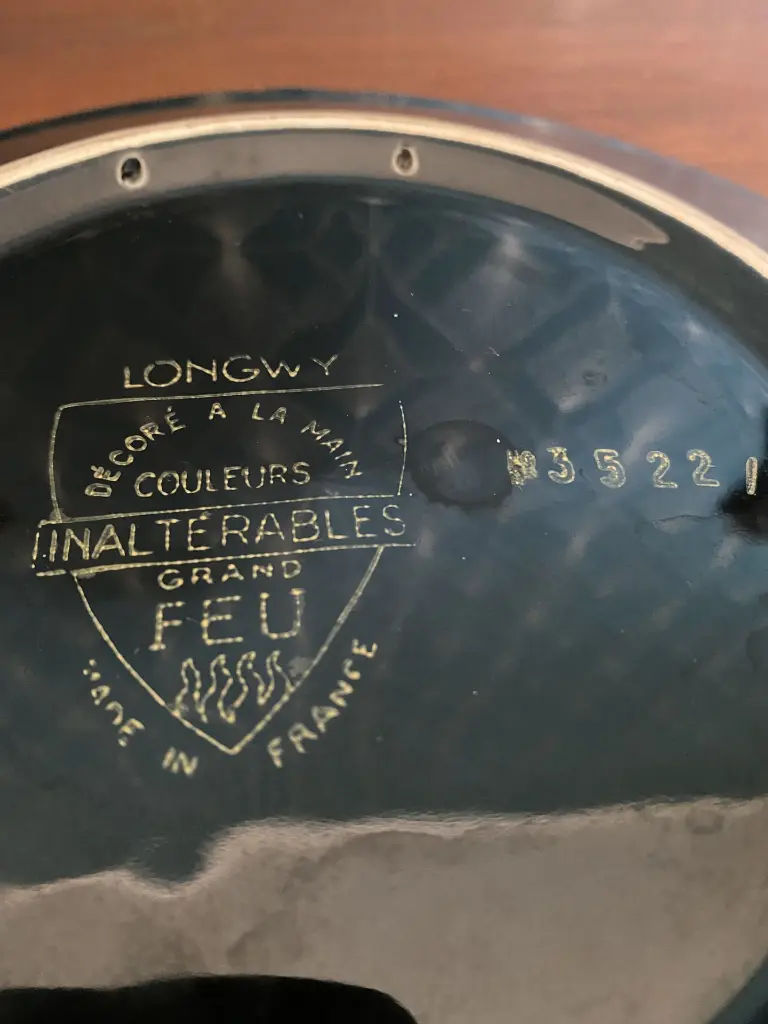 LONGWY
DÉCORÉ A LA MAIN
COULEURS
INALTÉRABLES
GRAND
FEU
MADE IN FRANCE
3522